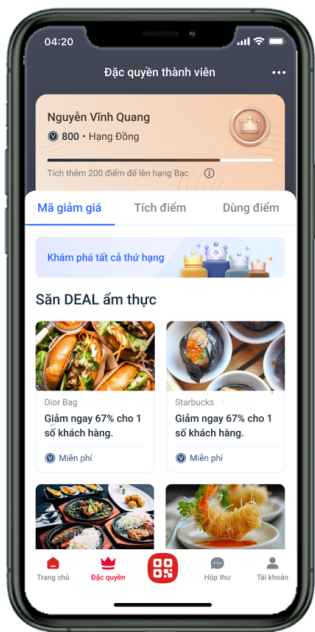 04:20
Đặc quyền thành viên
Nguyễn Vĩnh Quang
800 • Hạng Đồng
Tích thêm 200 điểm để lên hạng Bạc
Mã giảm giá
Tích điểm
Dùng điểm
Khám phá tất cả thứ hạng
Săn DEAL ẩm thực
Dior Bag
Giảm ngay 67% cho 1
số khách hàng.
Miễn phí
Starbucks
Giảm ngay 67% cho 1
số khách hàng.
Miễn phí
Trang chủ
Đặc quyền
Hộp thư
Tài khoản